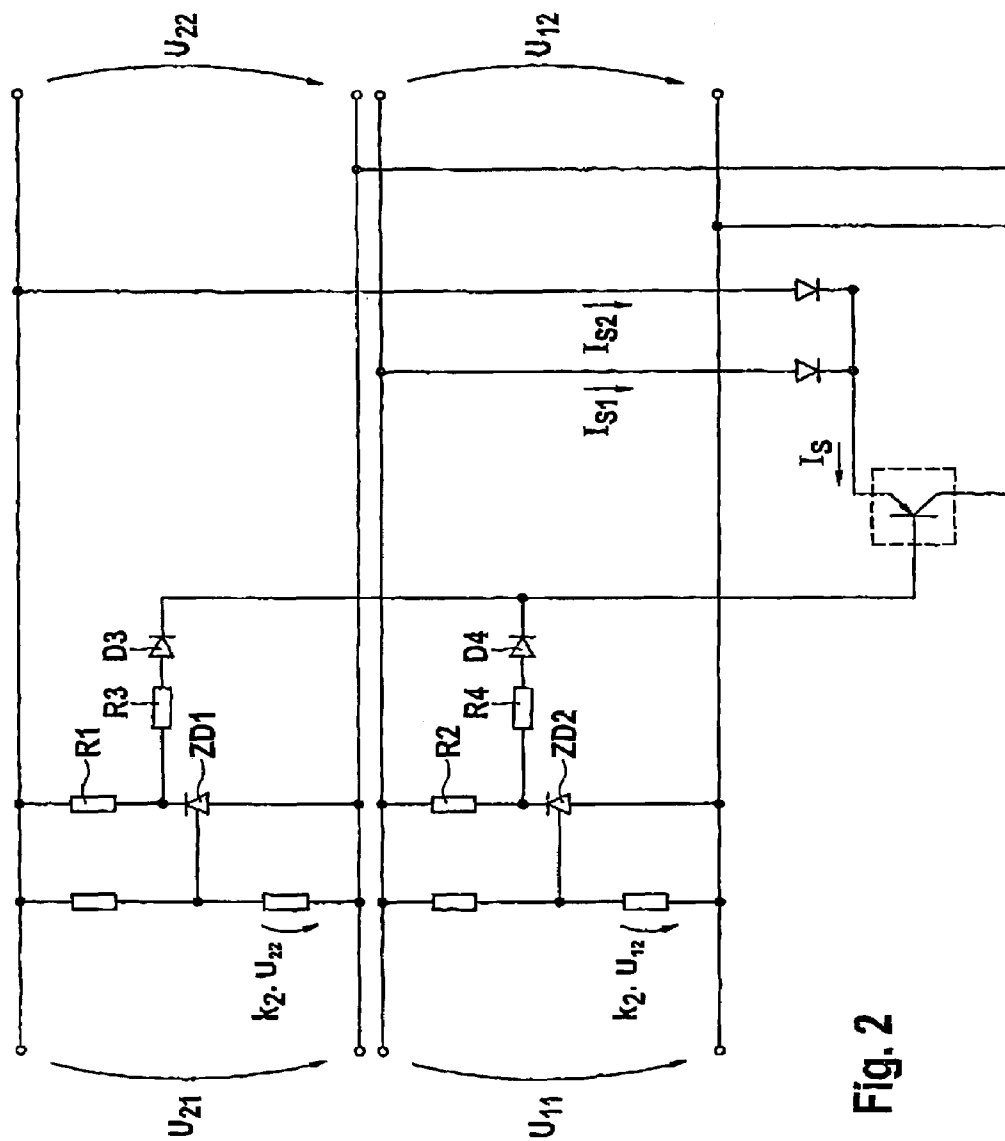 U22
U12
IS2
IS1
IS
D3
D4
R3
R4
R1
ZD1
R2
ZD2
k2. U22
k2. U12
U21
U11
Fig. 2